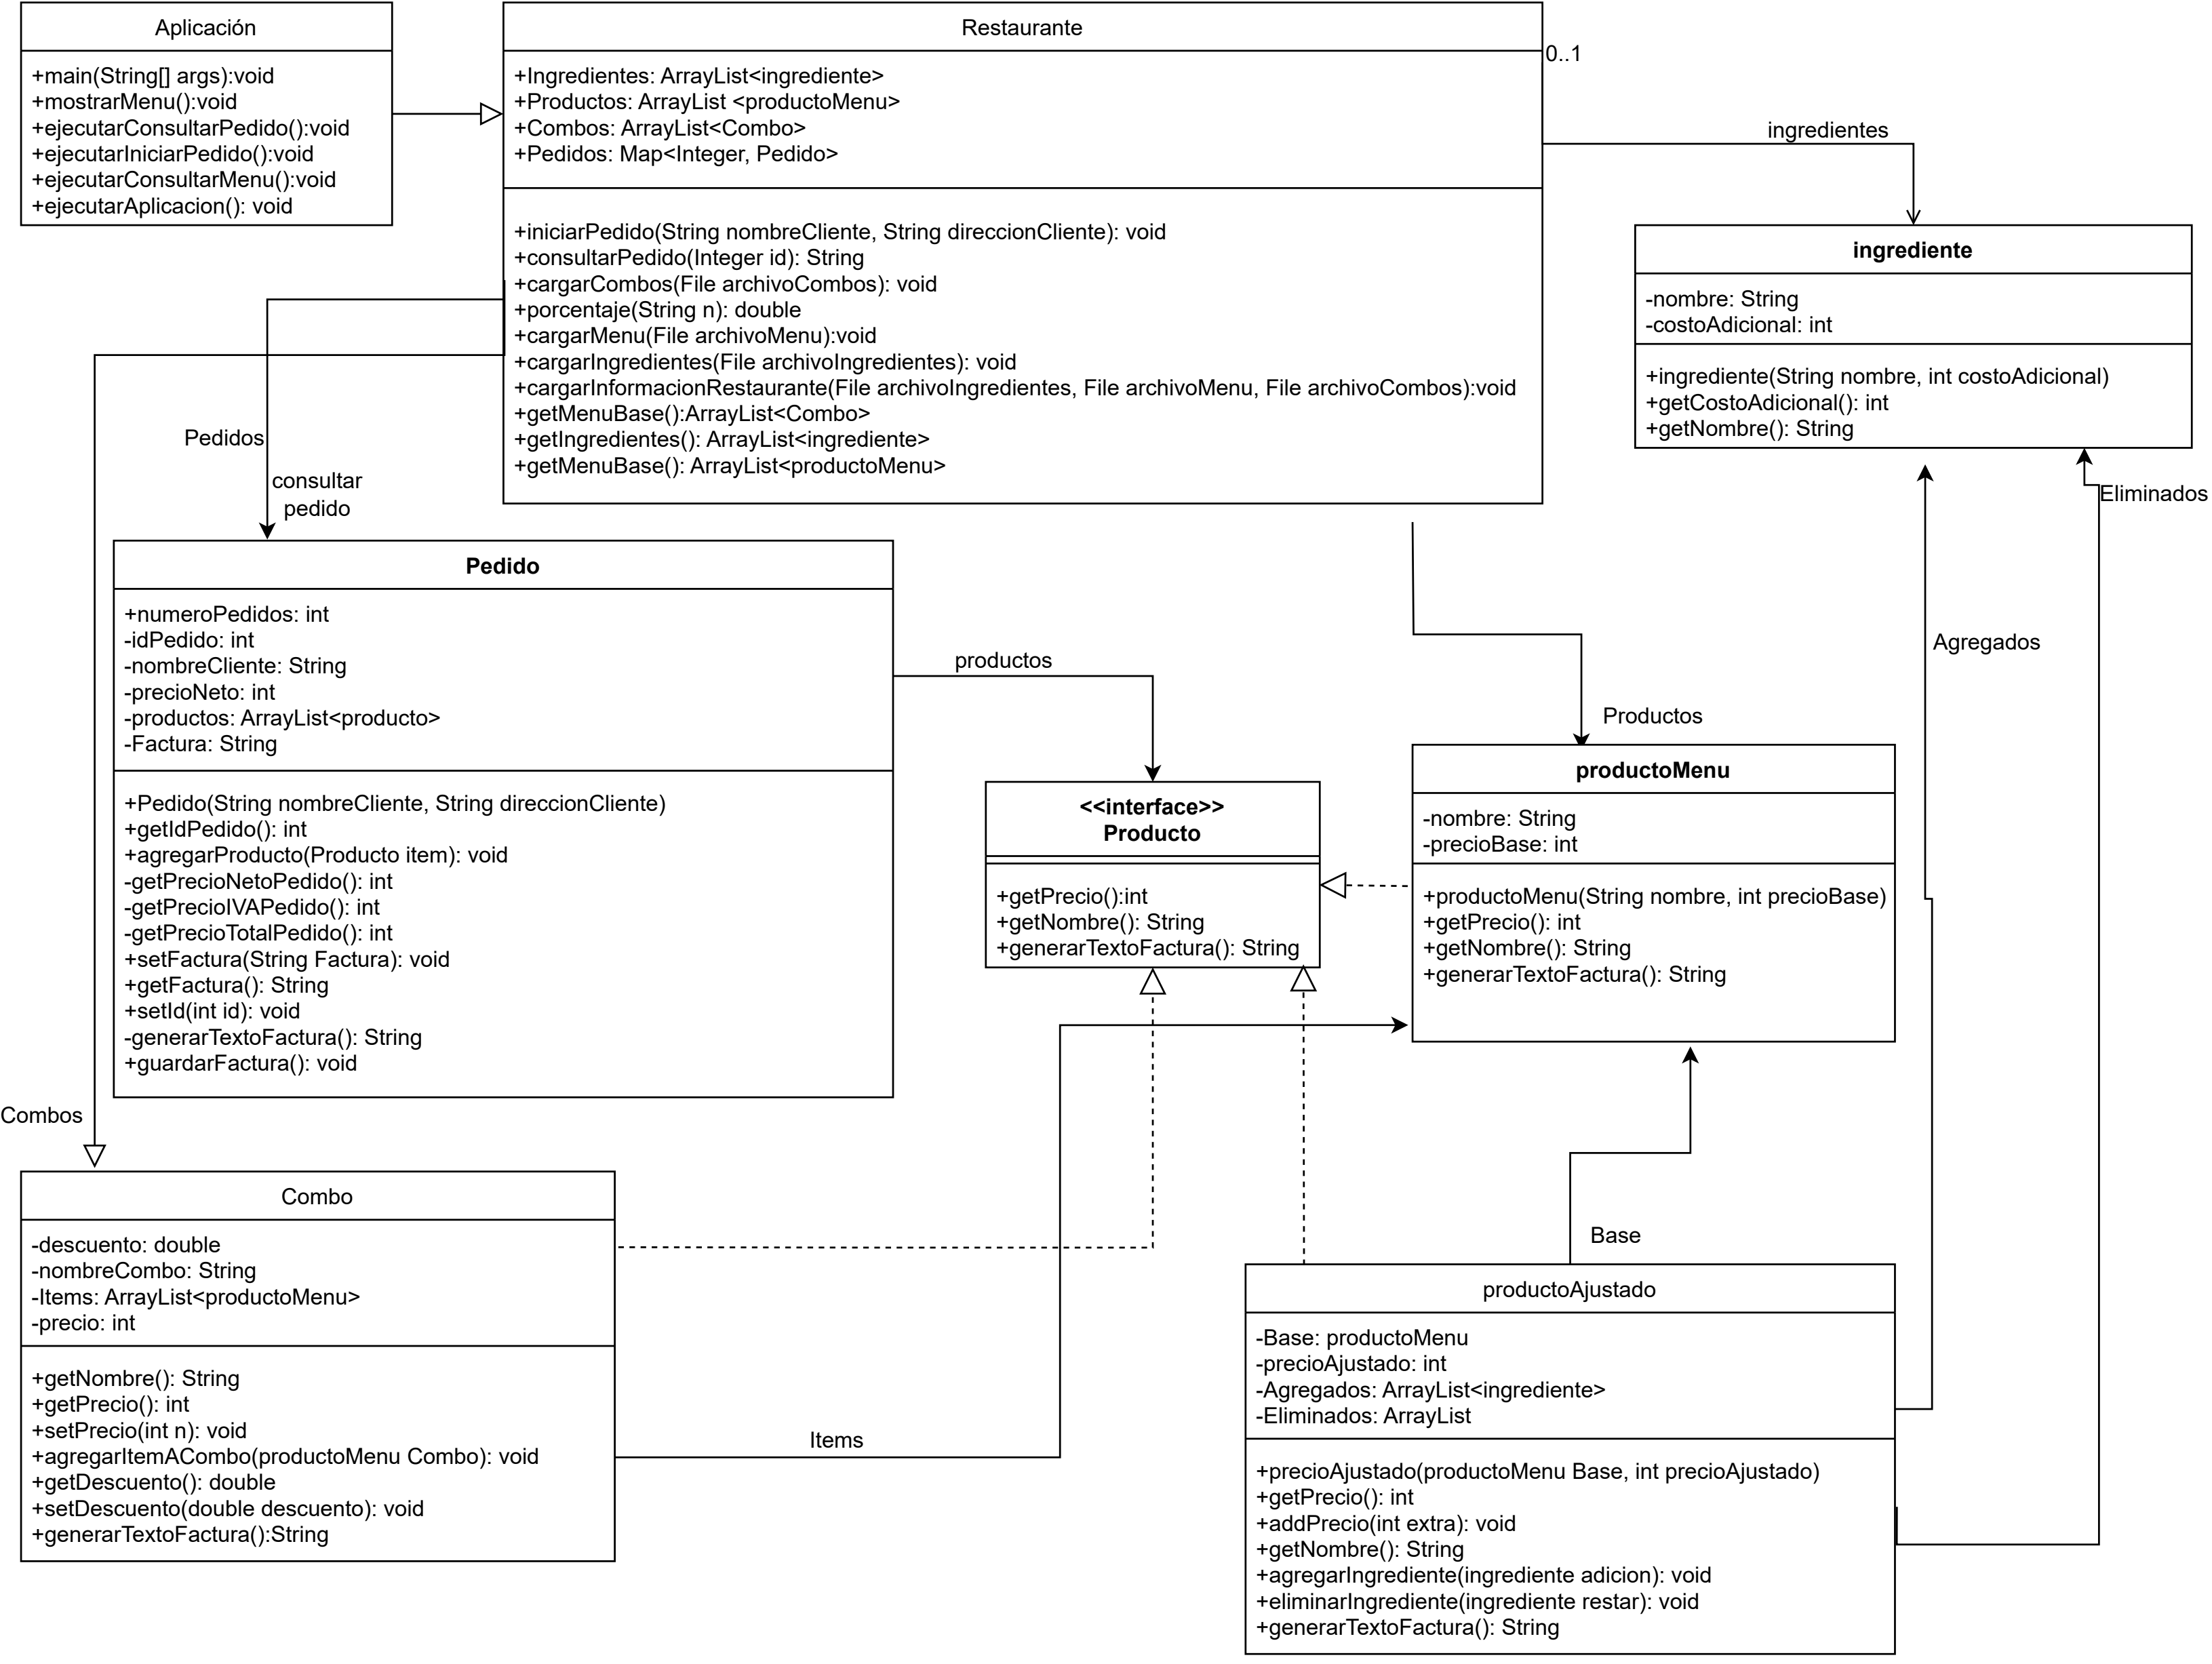 Aplicación
+main(String[] args):void
+mostrarMenu():void
+ejecutarConsultarPedido():void
+ejecutarIniciarPedido():void
+ejecutarConsultarMenu():void
+ejecutarAplicacion(): void
Restaurante
+Ingredientes: ArrayList<ingrediente>
+Productos: ArrayList <productoMenu>
+Combos: ArrayList<Combo>
+Pedidos: Map<Integer, Pedido>
+iniciarPedido(String nombreCliente, String direccionCliente): void
+consultarPedido(Integer id): String
+cargarCombos(File archivoCombos): void
+porcentaje(String n): double
+cargarMenu(File archivoMenu):void
+cargarIngredientes(File archivoIngredientes): void
+cargarInformacionRestaurante(File archivoIngredientes, File archivoMenu, File archivoCombos):void
+getMenuBase():ArrayList<Combo>
+getIngredientes(): ArrayList<ingrediente>
+getMenuBase(): ArrayList<productoMenu>
0..1
ingredientes
ingrediente
-nombre: String
-costoAdicional: int
+ingrediente(String nombre, int costoAdicional)
+getCostoAdicional(): int
+getNombre(): String
Eliminados
Agregados
Pedidos
consultar
pedido
Pedido
+numeroPedidos: int
-idPedido: int
-nombreCliente: String
-precioNeto: int
-productos: ArrayList<producto>
-Factura: String
+Pedido(String nombreCliente, String direccionCliente)
+getIdPedido(): int
+agregarProducto(Producto item): void
-getPrecioNetoPedido(): int
-getPrecioIVAPedido(): int
-getPrecioTotalPedido(): int
+setFactura(String Factura): void
+getFactura(): String
+setId(int id): void
-generarTextoFactura(): String
+guardarFactura(): void
productos
<<interface>>
Producto
+getPrecio():int
+getNombre(): String
+generarTextoFactura(): String
Productos
productoMenu
-nombre: String
-precioBase: int
+productoMenu(String nombre, int precioBase)
+getPrecio(): int
+getNombre(): String
+generarTextoFactura(): String
Combos
Combo
-descuento: double
-nombreCombo: String
-Items: ArrayList<productoMenu>
-precio: int
+getNombre(): String
+getPrecio(): int
+setPrecio(int n): void
+agregarItemACombo(productoMenu Combo): void
+getDescuento(): double
+setDescuento(double descuento): void
+generarTextoFactura():String
Items
Base
productoAjustado
-Base: productoMenu
-precioAjustado: int
-Agregados: ArrayList<ingrediente>
-Eliminados: ArrayList
+precioAjustado(productoMenu Base, int precioAjustado)
+getPrecio(): int
+addPrecio(int extra): void
+getNombre(): String
+agregarIngrediente(ingrediente adicion): void
+eliminarIngrediente(ingrediente restar): void
+generarTextoFactura(): String